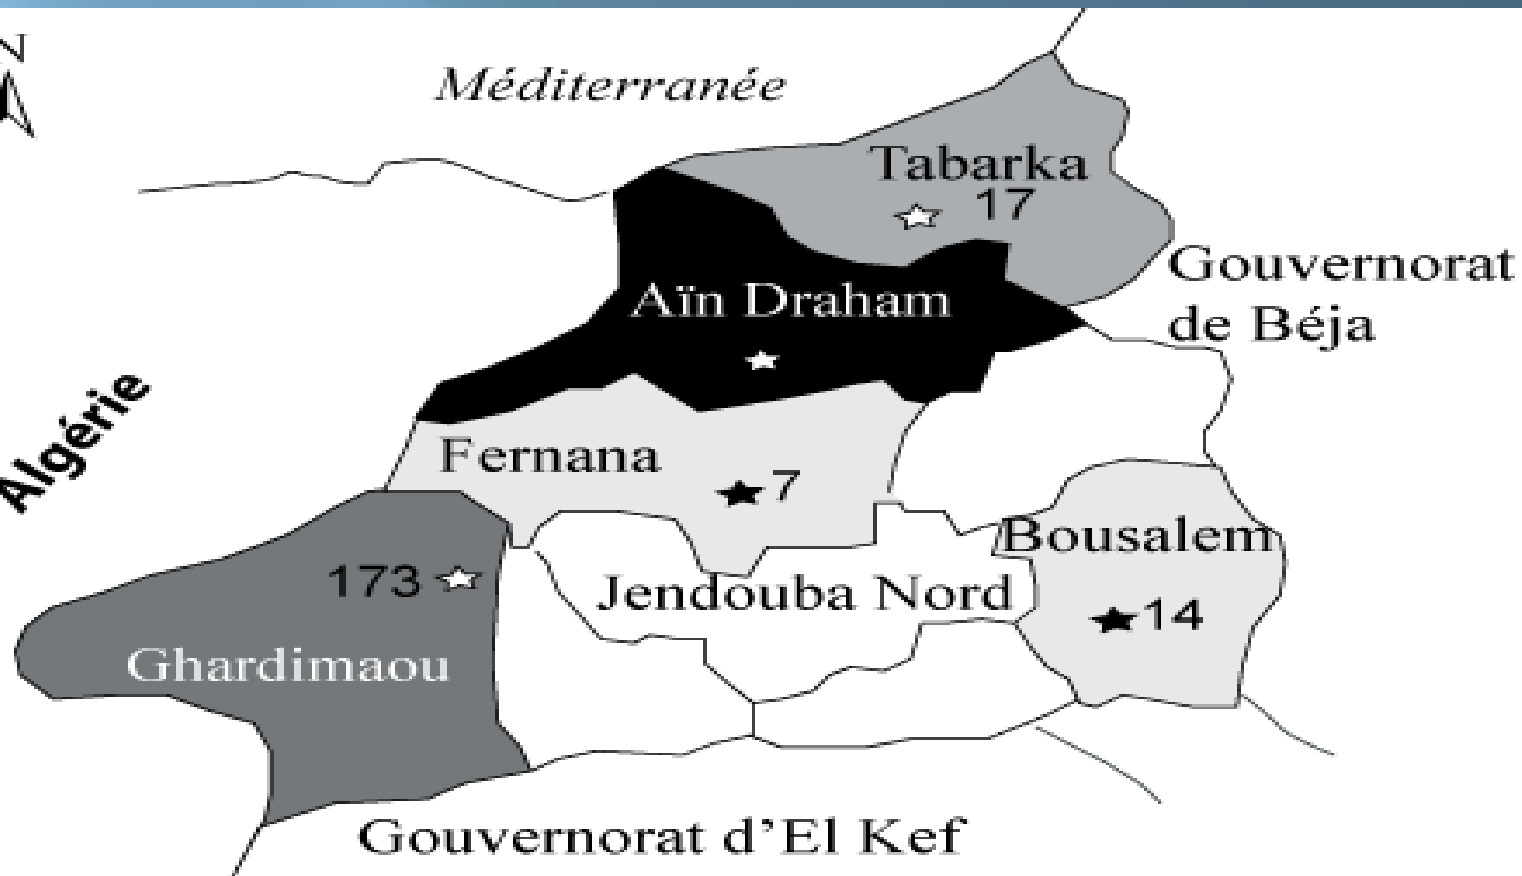 N
Méditerranée
Tabarka
17
Gouvernorat
de Béja
Aïn Draham
Algérie
Fernana
7
Bousalem
173
Jendouba Nord
14
Ghardimaou
Gouvernorat d’El Kef